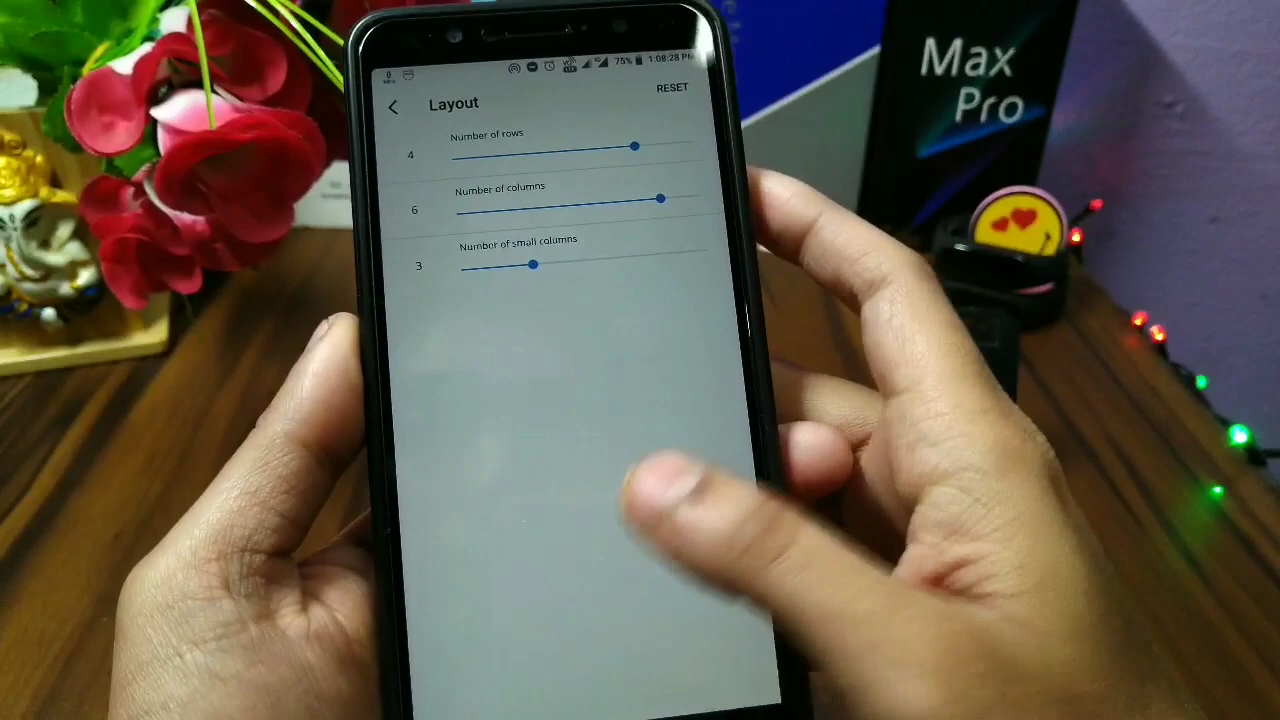 75% 1:08:28 PM
Layout
RESET
Number of rows
4
Number of columns
6
Number of small columns
3
Max
Pro